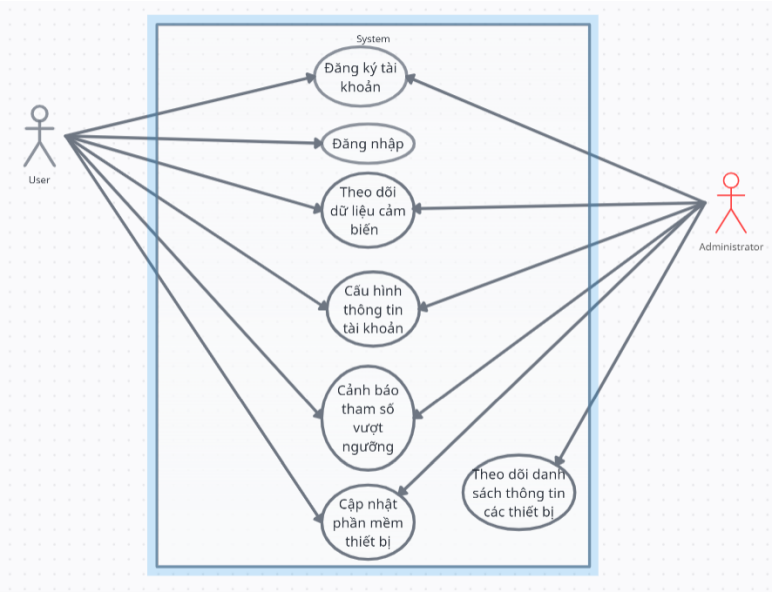 System
Đăng ký tài
khoản
Đăng nhập
User
Theo dõi
dữ liệu cảm
biến
Administrator
Cấu hình
thông tin
tài khoản
Cảnh báo
tham số
vượt
ngưỡng
Theo dõi danh
sách thông tin
các thiết bị
Cập nhật
phần mềm
thiết bị